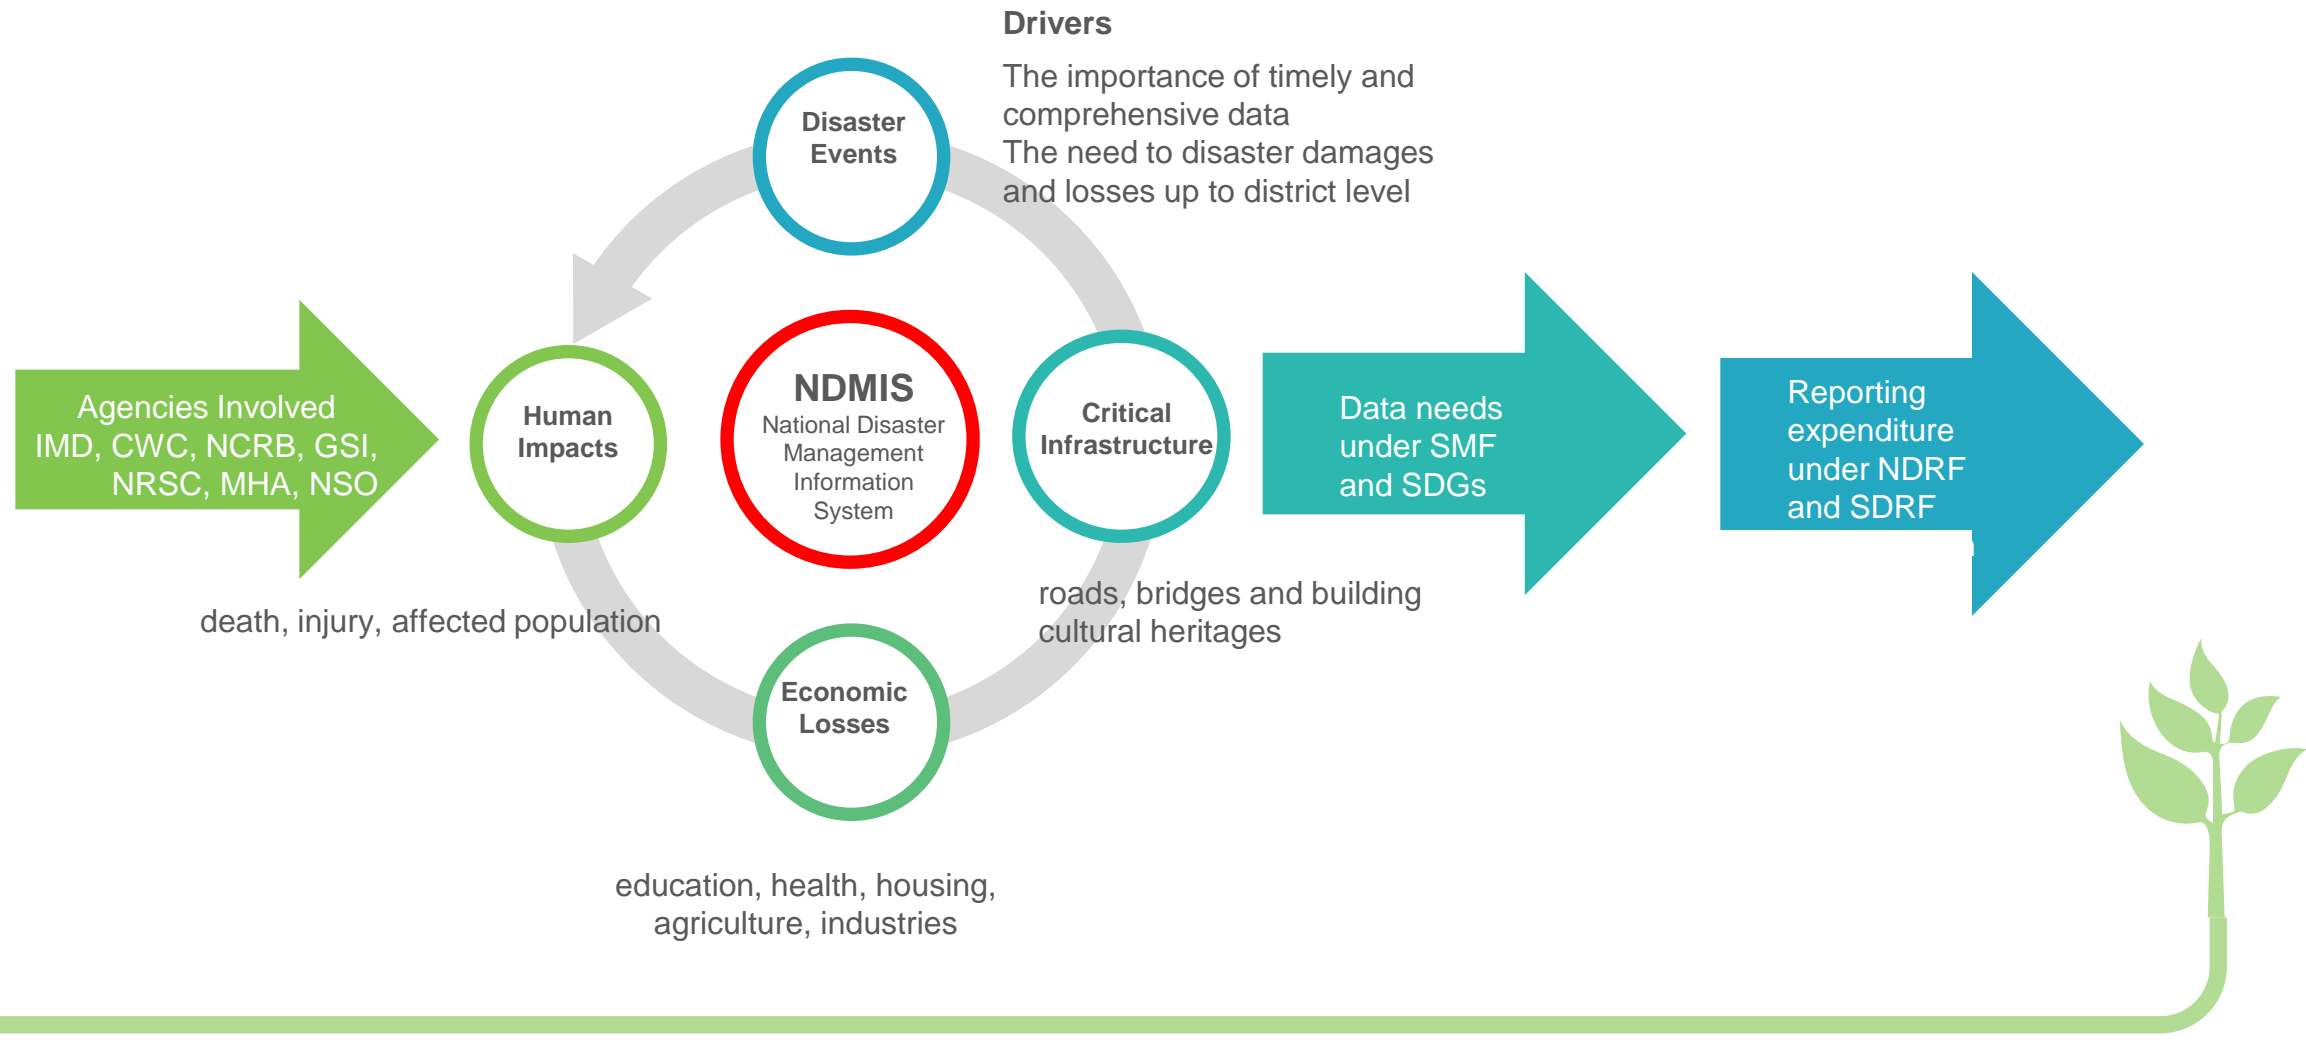 Drivers
The importance of timely and
comprehensive data
The need to disaster damages
and losses up to district level
Disaster
Events
Agencies Involved
IMD, CWC, NCRB, GSI,
NRSC, MHA, NSO
Human
Impacts
NDMIS
National Disaster
Management
Information
System
Critical
Infrastructure
Data needs
under SMF
and SDGs
Reporting
expenditure
under NDRF
and SDRF
death, injury, affected population
roads, bridges and building
cultural heritages
Economic
Losses
education, health, housing,
agriculture, industries